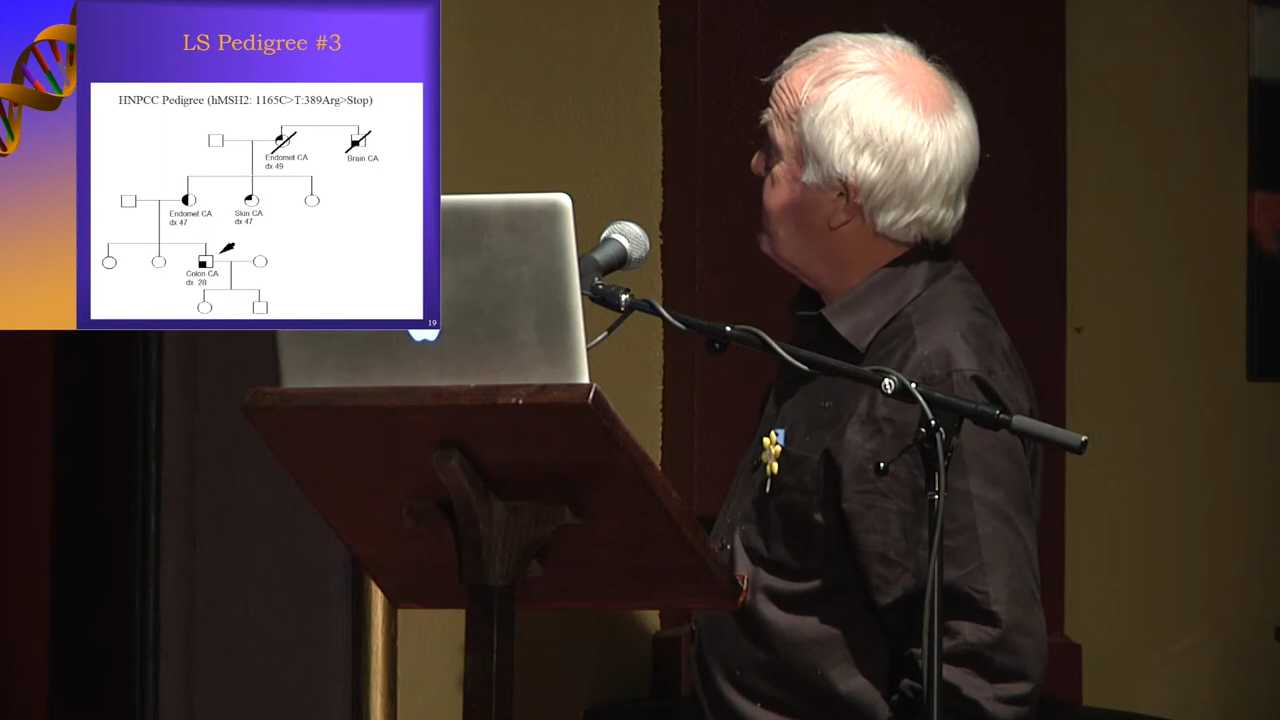 LS Pedigree #3
HNPCC Pedigree (hMSH2: 1165C>T:389Arg>Stop)
Endomet CA
dx 49
Brain CA
Endomet CA
dx 47
Skin CA
dx 47
Colon CA
dx 28
19